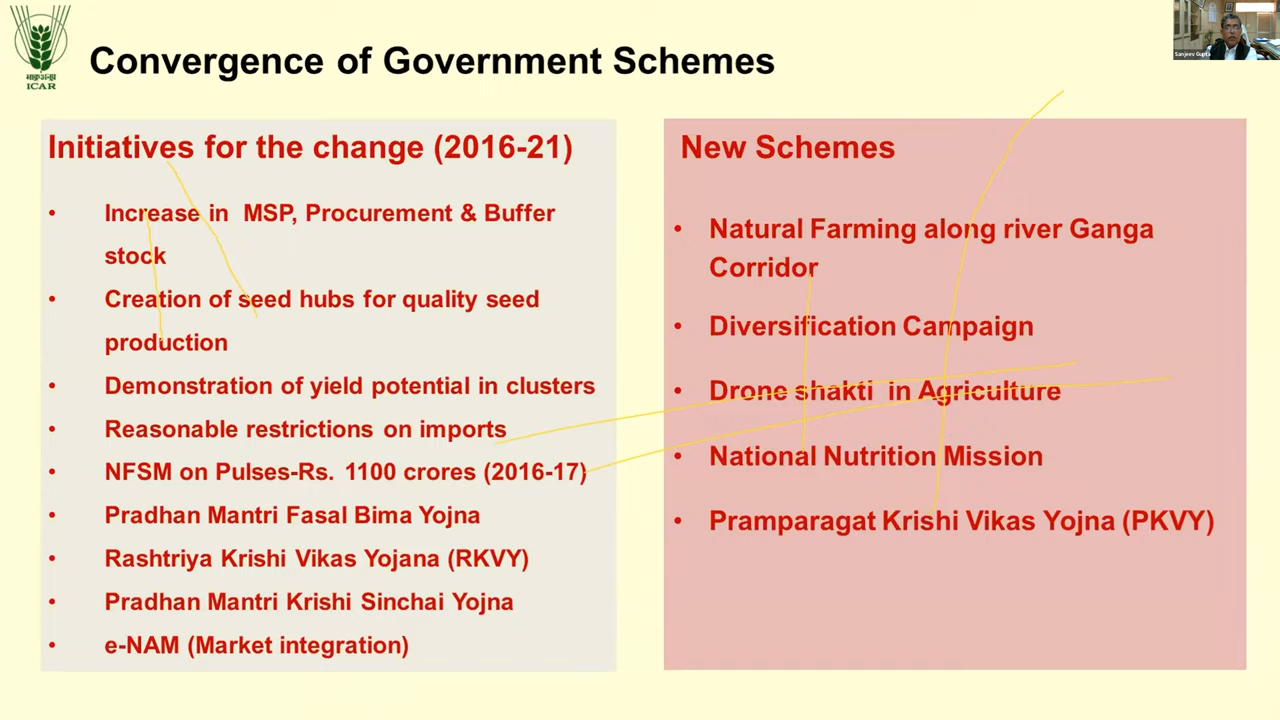 Convergence of Government Schemes
ICAR
Sanjeev Gupta
Initiatives for the change (2016-21)
• Increase in MSP, Procurement & Buffer
stock
• Creation of seed hubs for quality seed
production
• Demonstration of yield potential in clusters
• Reasonable restrictions on imports
• NFSM on Pulses-Rs. 1100 crores (2016-17)
• Pradhan Mantri Fasal Bima Yojna
• Rashtriya Krishi Vikas Yojana (RKVY)
• Pradhan Mantri Krishi Sinchai Yojna
• e-NAM (Market integration)
New Schemes
• Natural Farming along river Ganga
Corridor
• Diversification Campaign
• Drone shakti in Agriculture
• National Nutrition Mission
• Pramparagat Krishi Vikas Yojna (PKVY)